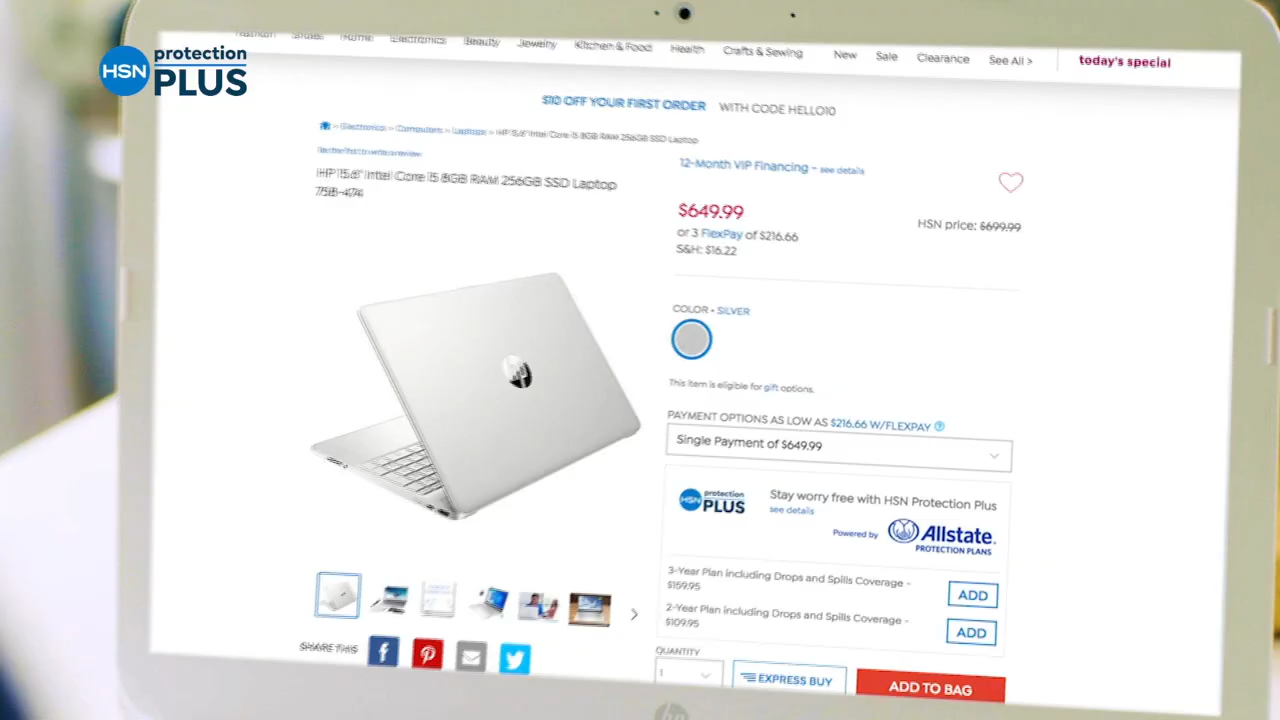 HSN protection PLUS
Fashion Shoes Home Electronics Beauty Jewelry Kitchen & Food Health Crafts & Sewing New Sale Clearance See All > today's special
$10 OFF YOUR FIRST ORDER WITH CODE HELLO10
> Electronics > Computers > Laptops > HP 15.6" Intel Core i5 8GB RAM 256GB SSD Laptop
Be the first to write a review
HP 15.6" Intel Core i5 8GB RAM 256GB SSD Laptop
758-474
12-Month VIP Financing - see details
$649.99
HSN price: $699.99
or 3 FlexPay of $216.66
S&H: $16.22
COLOR • SILVER
This item is eligible for gift options.
PAYMENT OPTIONS AS LOW AS $216.66 W/FLEXPAY ?
Single Payment of $649.99
HSN protection PLUS
Stay worry free with HSN Protection Plus
see details
Powered by Allstate.
PROTECTION PLANS
3-Year Plan including Drops and Spills Coverage -
$159.95
ADD
2-Year Plan including Drops and Spills Coverage -
$109.95
ADD
SHARE THIS
QUANTITY
1
EXPRESS BUY
ADD TO BAG
hp